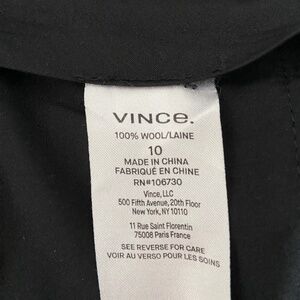 VINCE.
100% WOOL/LAINE
10
MADE IN CHINA
FABRIQUÉ EN CHINE
RN#106730
Vince, LLC
500 Fifth Avenue, 20th Floor
New York, NY 10110
11 Rue Saint Florentin
75008 Paris France
SEE REVERSE FOR CARE
VOIR AU VERSO POUR LES SOINS